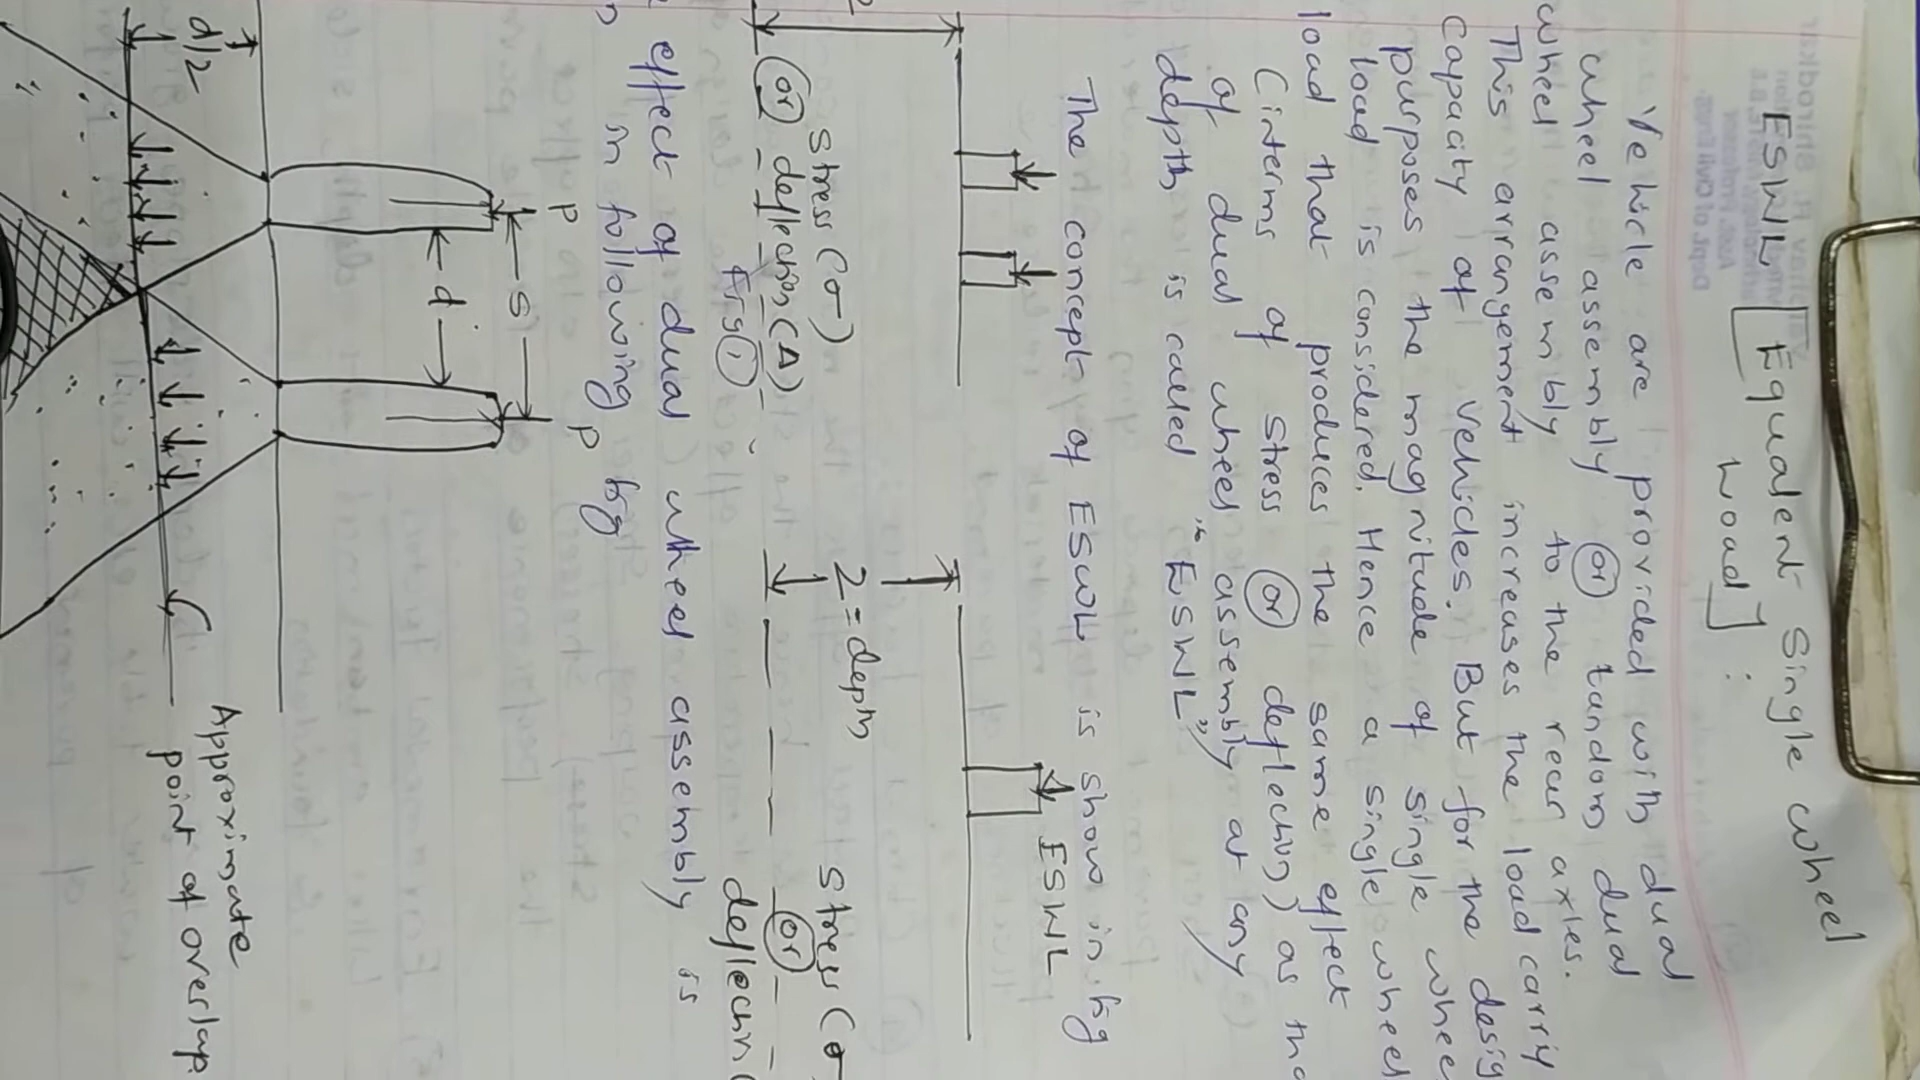 ESWL [Equalent Single wheel
Load] :
Vehicle are provided with dual
wheel assembly or tandom dual
wheel assembly to the rear axles.
This arrangement increases the load carry
capacity of vehicles. But for the desig
purposes the magnitude of single whee
load is considered. Hence a single wheel
load that produces the same effect
(interms of stress or deflection) as tha
of dual wheel assembly at any
depth is called "ESWL"
The concept of ESWL is show in fig
ESWL
Z = depth
stress (σ)
or deflection (Δ)
stress (σ
or
deflection (
Fig 1
effect of dual wheel assembly is
in following fig
P
P
S
d
d/2
Approximate
point of overlap